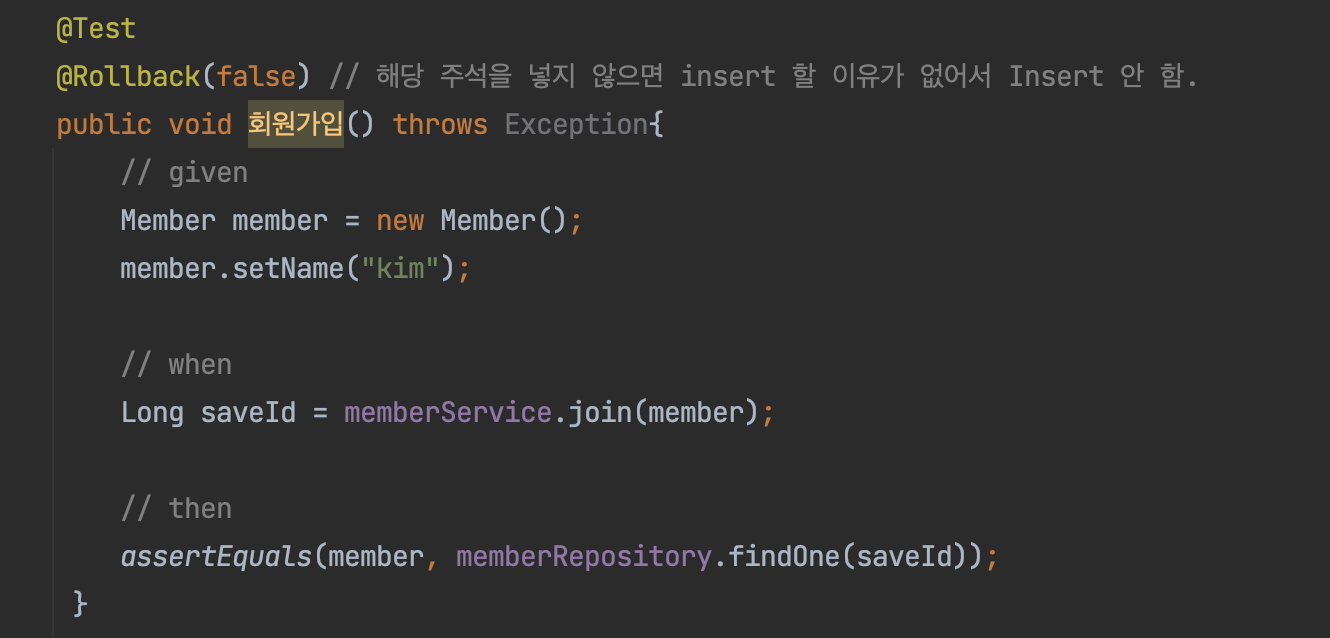 @Test
@Rollback(false) // 해당 주석을 넣지 않으면 insert 할 이유가 없어서 Insert 안 함.
public void 회원가입() throws Exception{
// given
Member member = new Member();
member.setName("kim");
// when
Long saveId = memberService.join(member);
// then
assertEquals(member, memberRepository.findOne(saveId));
}